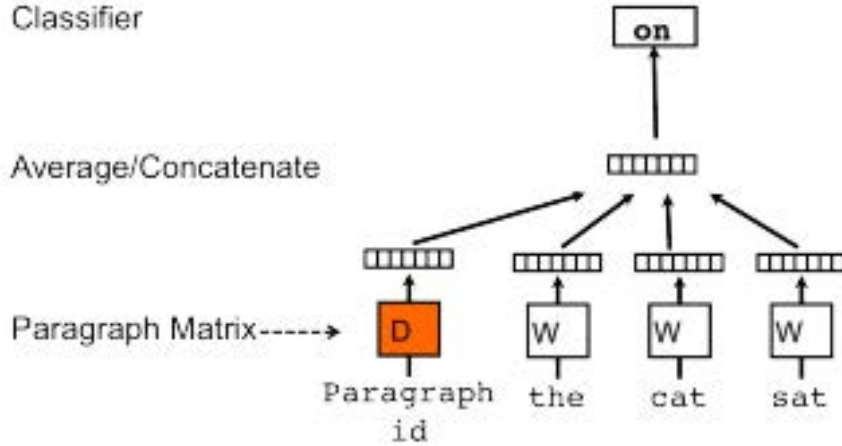 Classifier
on
Average/Concatenate
Paragraph Matrix
D
W
W
W
Paragraph
id
the
cat
sat